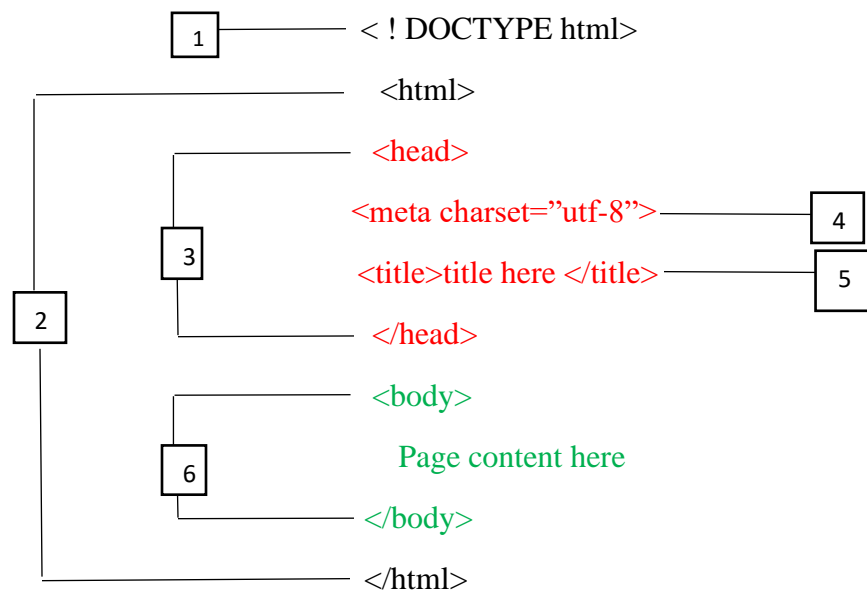 1 < ! DOCTYPE html>
<html>
<head>
<meta charset=”utf-8”> 4
3 <title>title here </title> 5
2 </head>
<body>
6 Page content here
</body>
</html>